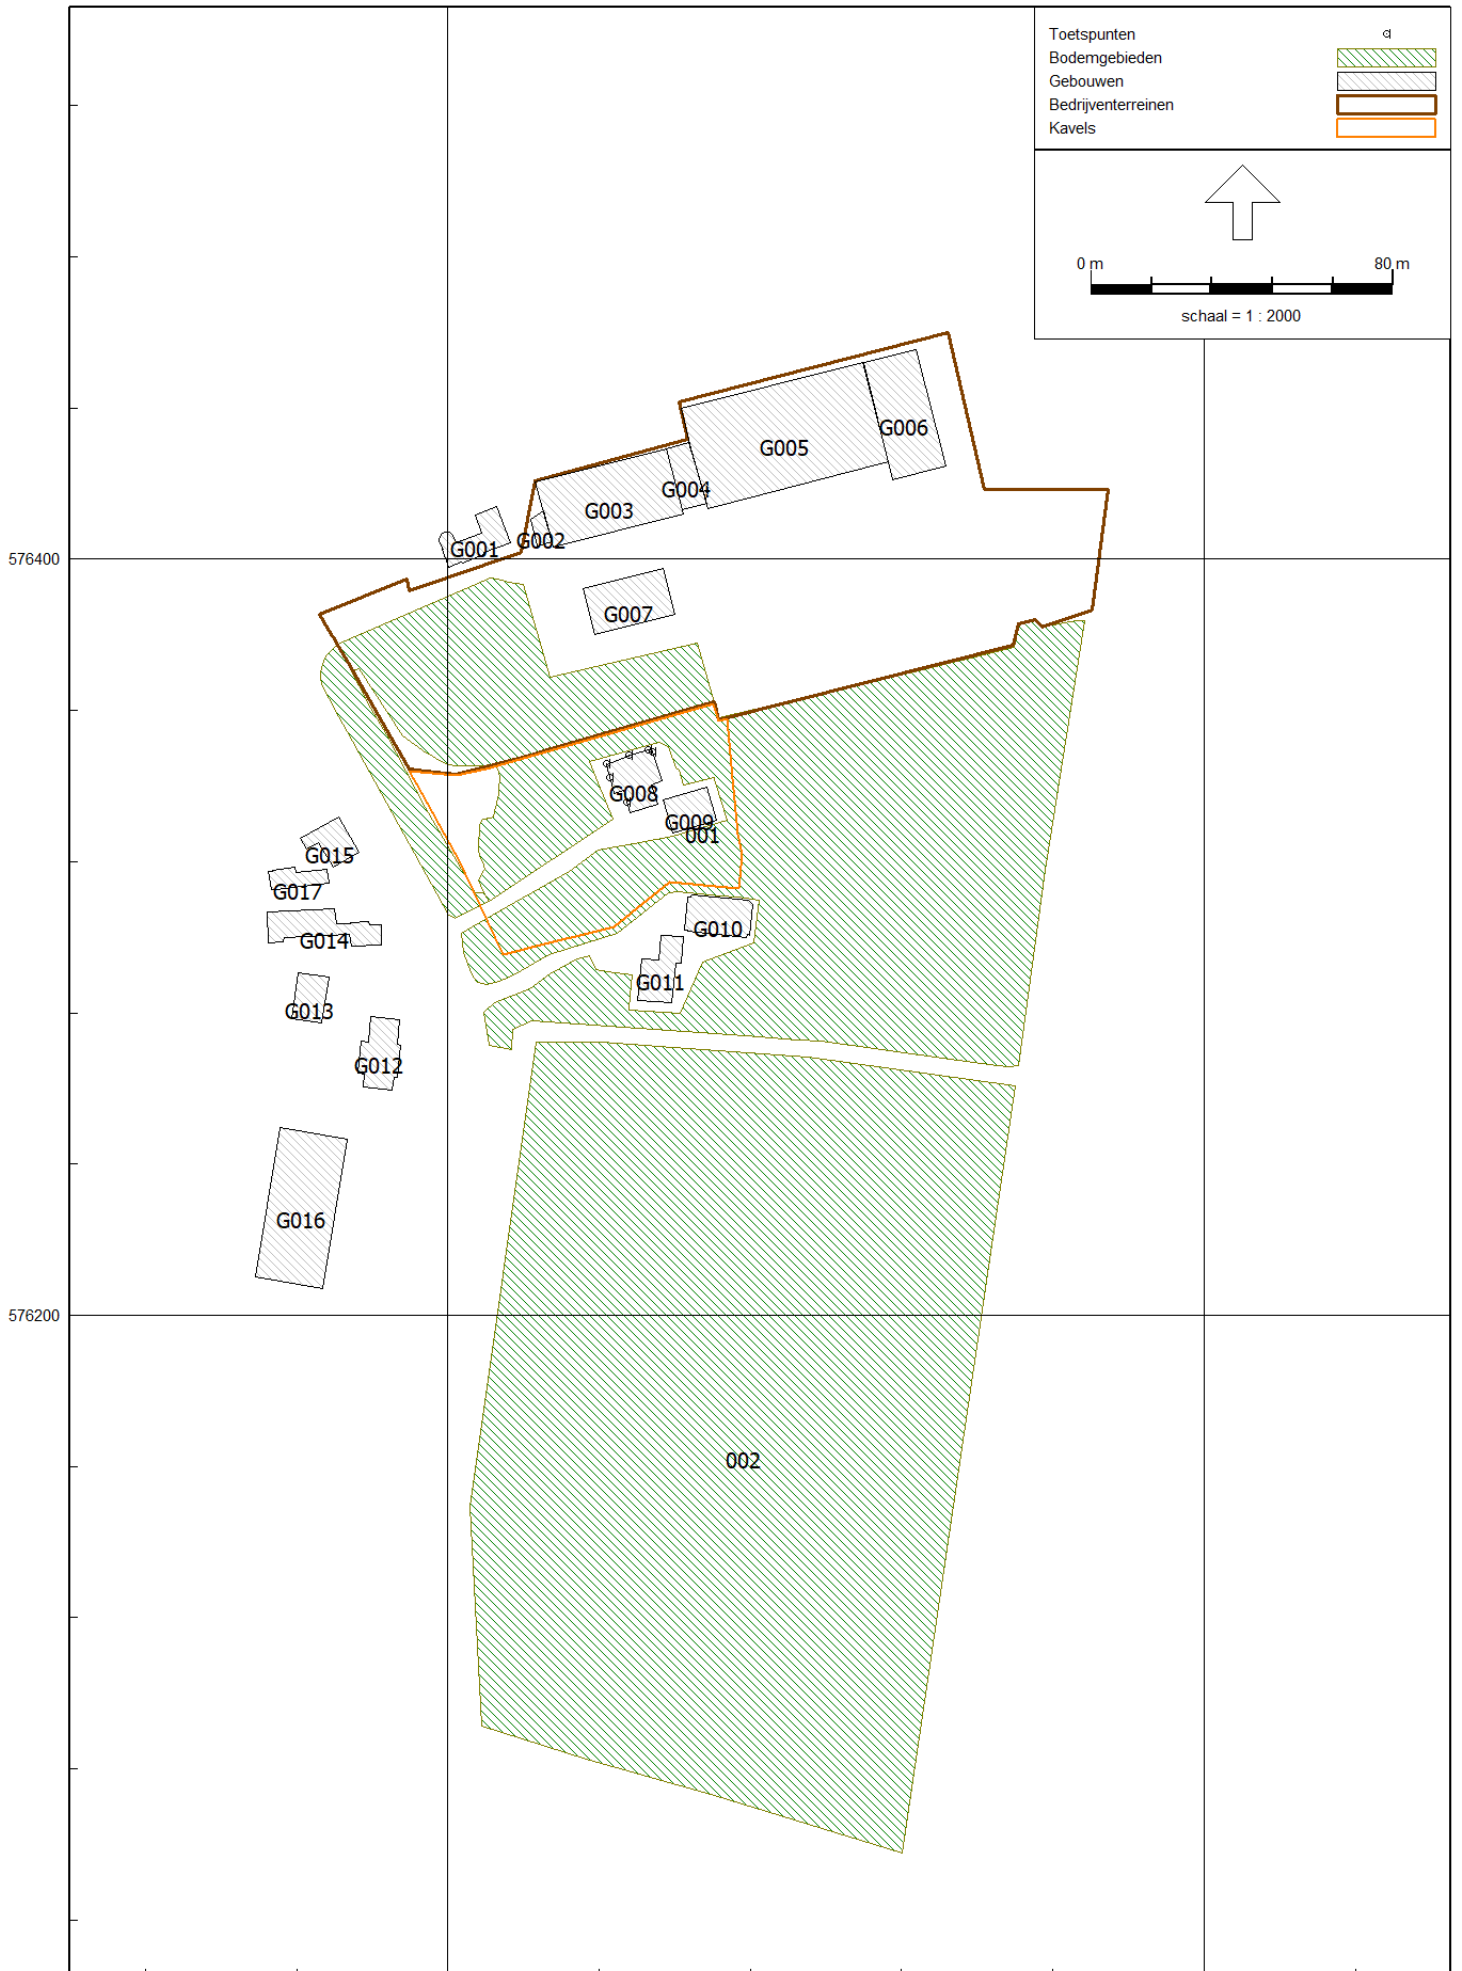 Toetspunten
Bodemgebieden
Gebouwen
Bedrijventerreinen
Kavels
0 m
80 m
schaal = 1 : 2000
G006
G005
G004
G003
G002
G001
576400
G007
G008
G009
001
G015
G017
G010
G014
G011
G013
G012
G016
576200
002